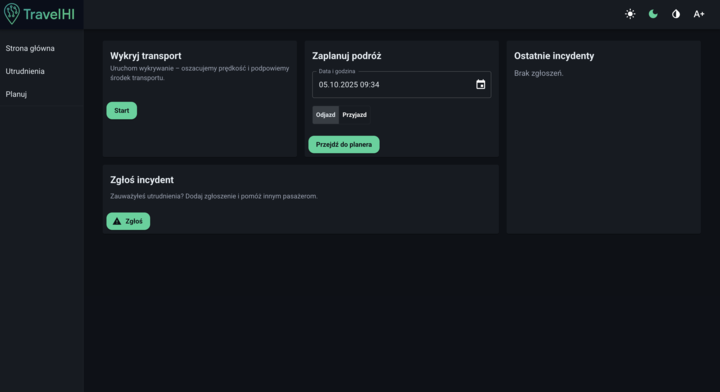 TravelHI
A+
Strona główna
Utrudnienia
Planuj
Wykryj transport
Uruchom wykrywanie – oszacujemy prędkość i podpowiemy
środek transportu.
Start
Zaplanuj podróż
Data i godzina
05.10.2025 09:34
Odjazd Przyjazd
Przejdź do planera
Ostatnie incydenty
Brak zgłoszeń.
Zgłoś incydent
Zauważyłeś utrudnienia? Dodaj zgłoszenie i pomóż innym pasażerom.
Zgłoś